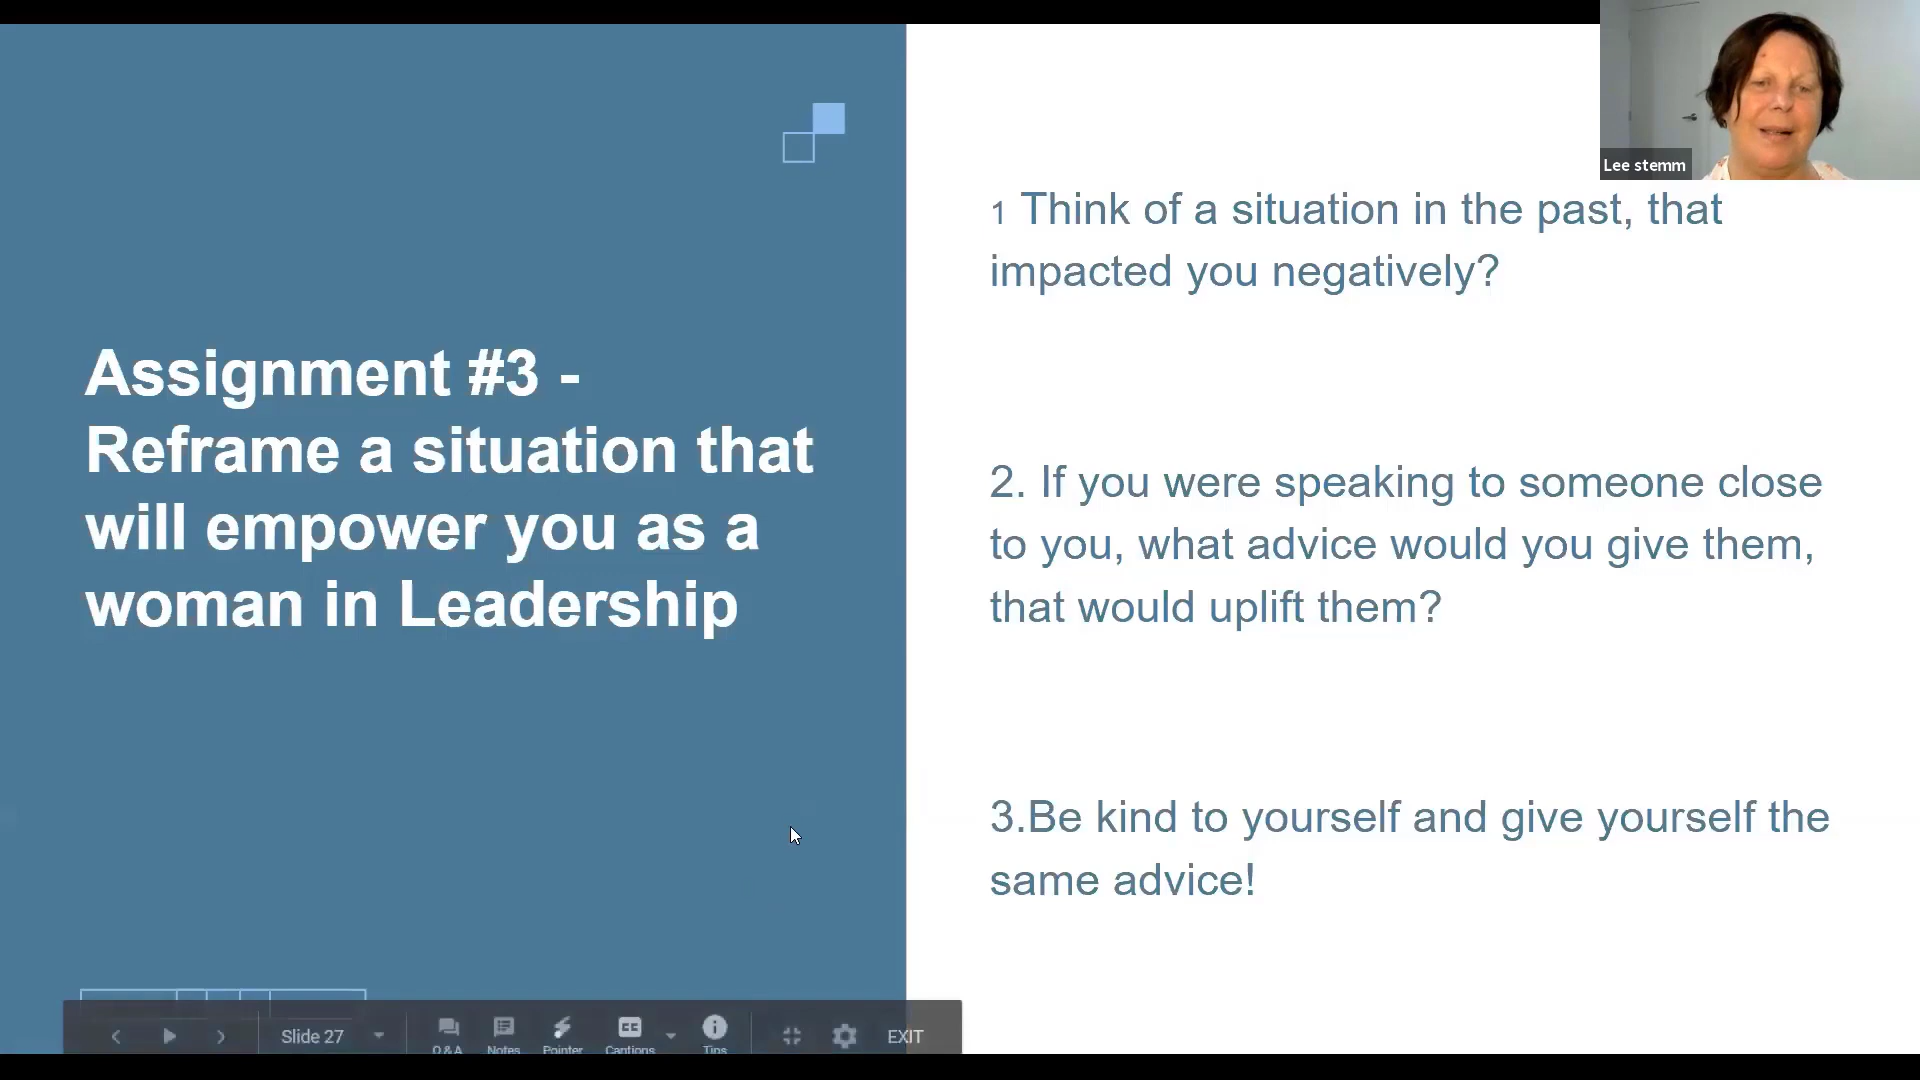 Lee stemm
Assignment #3 -
Reframe a situation that
will empower you as a
woman in Leadership
1 Think of a situation in the past, that
impacted you negatively?
2. If you were speaking to someone close
to you, what advice would you give them,
that would uplift them?
3.Be kind to yourself and give yourself the
same advice!
Slide 27
Q & A
Notes
Pointer
Captions
Tips
EXIT